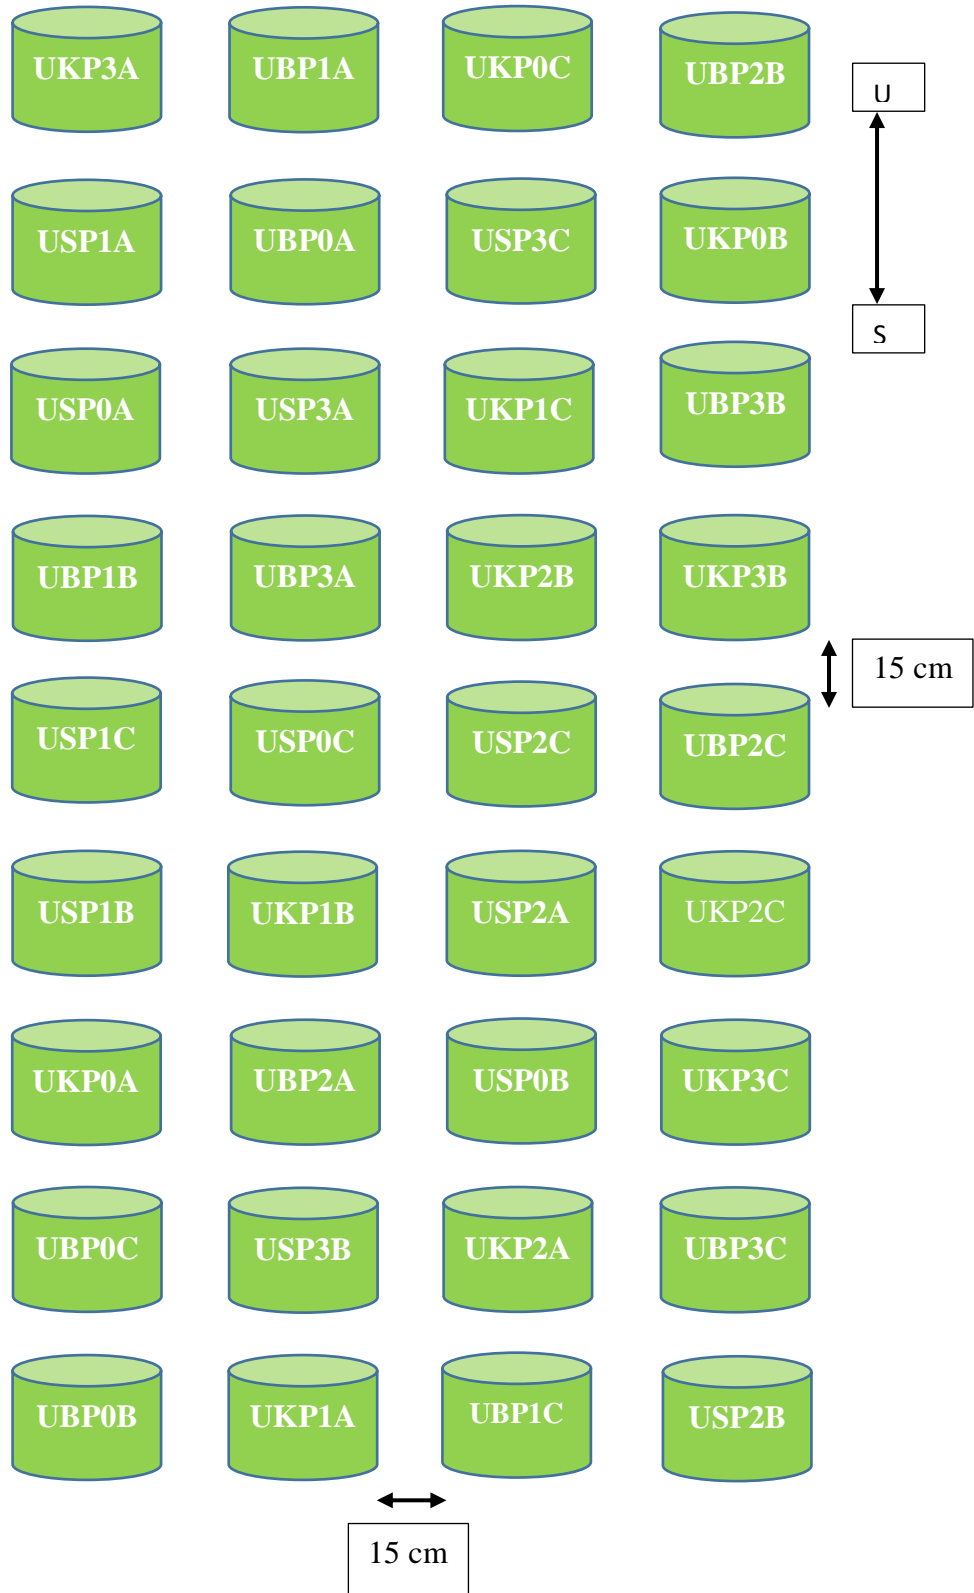 UKP3A UBP1A UKP0C UBP2B
U
USP1A UBP0A USP3C UKP0B
S
USP0A USP3A UKP1C UBP3B
UBP1B UBP3A UKP2B UKP3B
15 cm
USP1C USP0C USP2C UBP2C
USP1B UKP1B USP2A UKP2C
UKP0A UBP2A USP0B UKP3C
UBP0C USP3B UKP2A UBP3C
UBP0B UKP1A UBP1C USP2B
15 cm